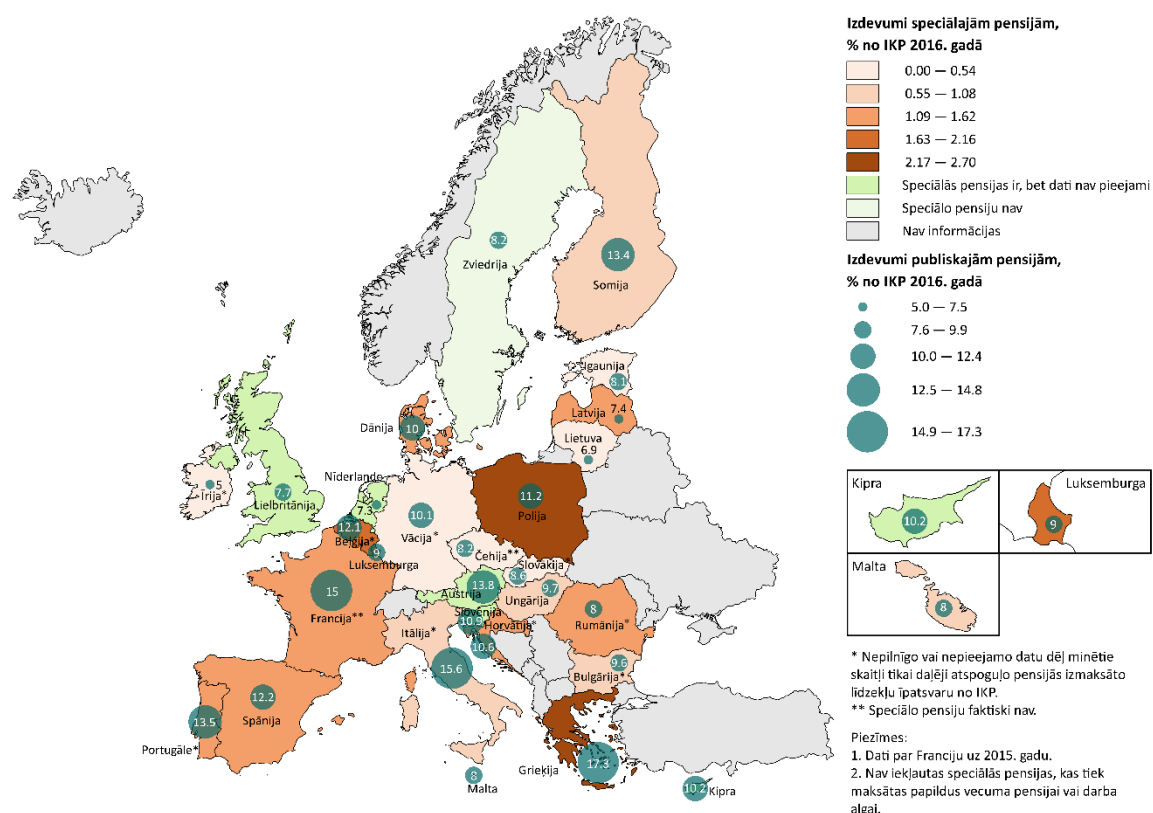 Izdevumi speciālajām pensijām,
% no IKP 2016. gadā
0.00 — 0.54
0.55 — 1.08
1.09 — 1.62
1.63 — 2.16
2.17 — 2.70
Speciālās pensijas ir, bet dati nav pieejami
Speciālo pensiju nav
Nav informācijas
Izdevumi publiskajām pensijām,
% no IKP 2016. gadā
5.0 — 7.5
7.6 — 9.9
10.0 — 12.4
12.5 — 14.8
14.9 — 17.3
8.2
Zviedrija
13.4
Somija
Igaunija
8.1
Latvija 7.4
Lietuva
6.9
Dānija 10
5
Īrija*
7.7
Lielbritānija
Nīderlande
7.3
12.1
Beļģija*
9
Luksemburga
10.1
Vācija*
11.2
Polija
8.2
Čehija**
Slovākija*
8.6
13.8
Austrija
9.7
Ungārija
15
Francija**
Slovēnija
10.9
Horvātija*
10.6
8
Rumānija*
9.6
Bulgārija*
Itālija*
15.6
12.2
Spānija
13.5
Portugāle*
8
Malta
Grieķija
17.3
10.2 Kipra
Kipra
10.2
Luksemburga
9
Malta
8
* Nepilnīgo vai nepieejamo datu dēļ minētie
skaitļi tikai daļēji atspoguļo pensijās izmaksāto
līdzekļu īpatsvaru no IKP.
** Speciālo pensiju faktiski nav.
Piezīmes:
1. Dati par Franciju uz 2015. gadu.
2. Nav iekļautas speciālās pensijas, kas tiek
maksātas papildus vecuma pensijai vai darba
algai.